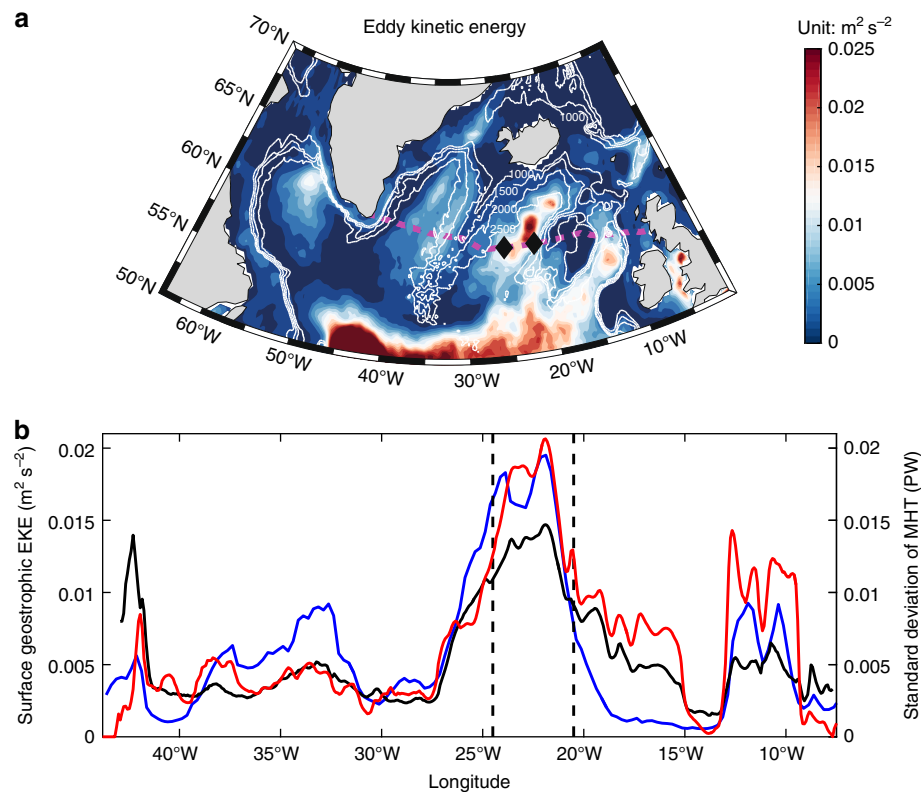 a
Eddy kinetic energy
Unit: m² s⁻²
70°N
65°N
60°N
55°N
50°N
60°W
50°W
40°W
30°W
20°W
10°W
1000
1000
1500
2000
2500
0.025
0.02
0.015
0.01
0.005
0
b
Surface geostrophic EKE (m² s⁻²)
0.02
0.015
0.01
0.005
0
40°W
35°W
30°W
25°W
20°W
15°W
10°W
Longitude
0.02
0.015
0.01
0.005
0
Standard deviation of MHT (PW)